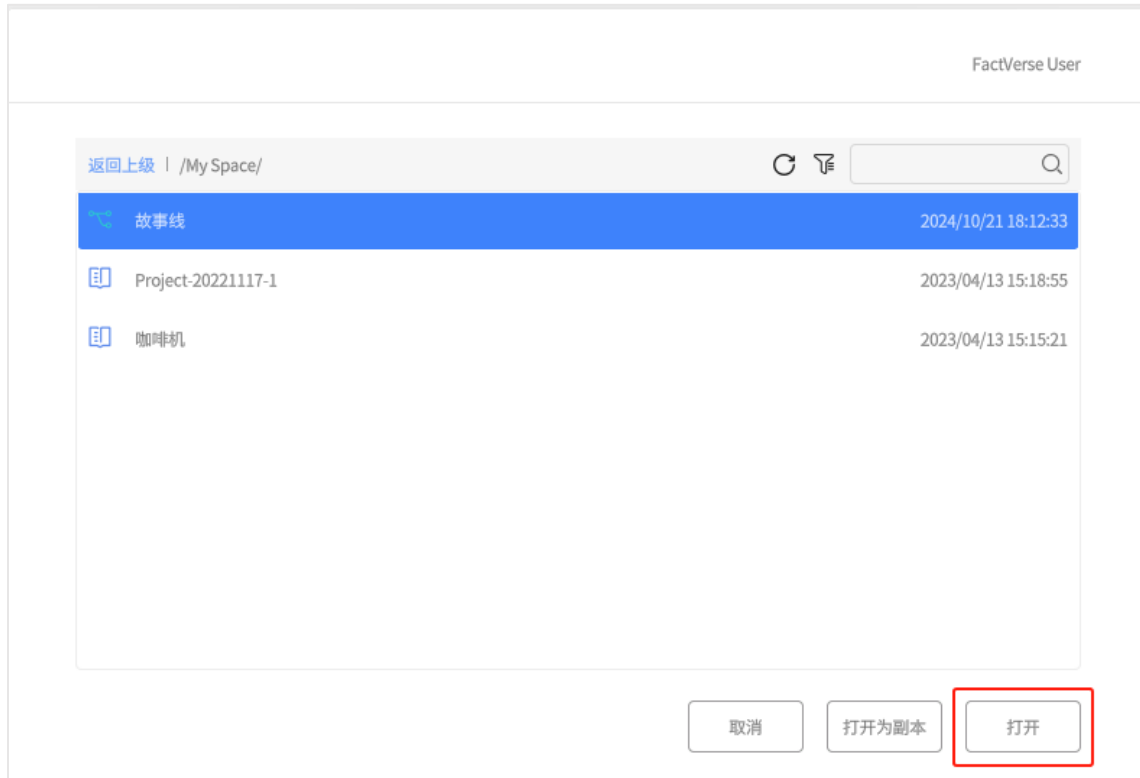 FactVerse User
返回上级 | /My Space/
故事线 2024/10/21 18:12:33
Project-20221117-1 2023/04/13 15:18:55
咖啡机 2023/04/13 15:15:21
取消 打开为副本 打开